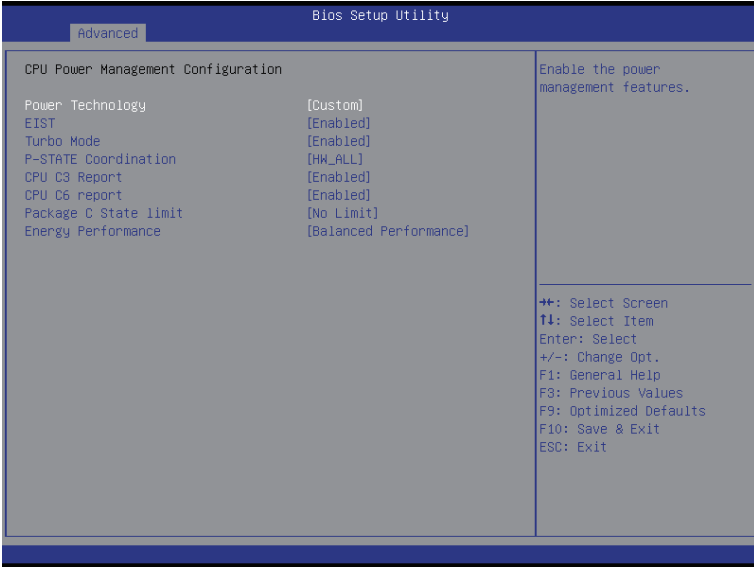 Bios Setup Utility
Advanced
CPU Power Management Configuration
Power Technology [Custom]
EIST [Enabled]
Turbo Mode [Enabled]
P-STATE Coordination [HW_ALL]
CPU C3 Report [Enabled]
CPU C6 report [Enabled]
Package C State limit [No Limit]
Energy Performance [Balanced Performance]
Enable the power
management features.
→←: Select Screen
↑↓: Select Item
Enter: Select
+/-: Change Opt.
F1: General Help
F3: Previous Values
F9: Optimized Defaults
F10: Save & Exit
ESC: Exit